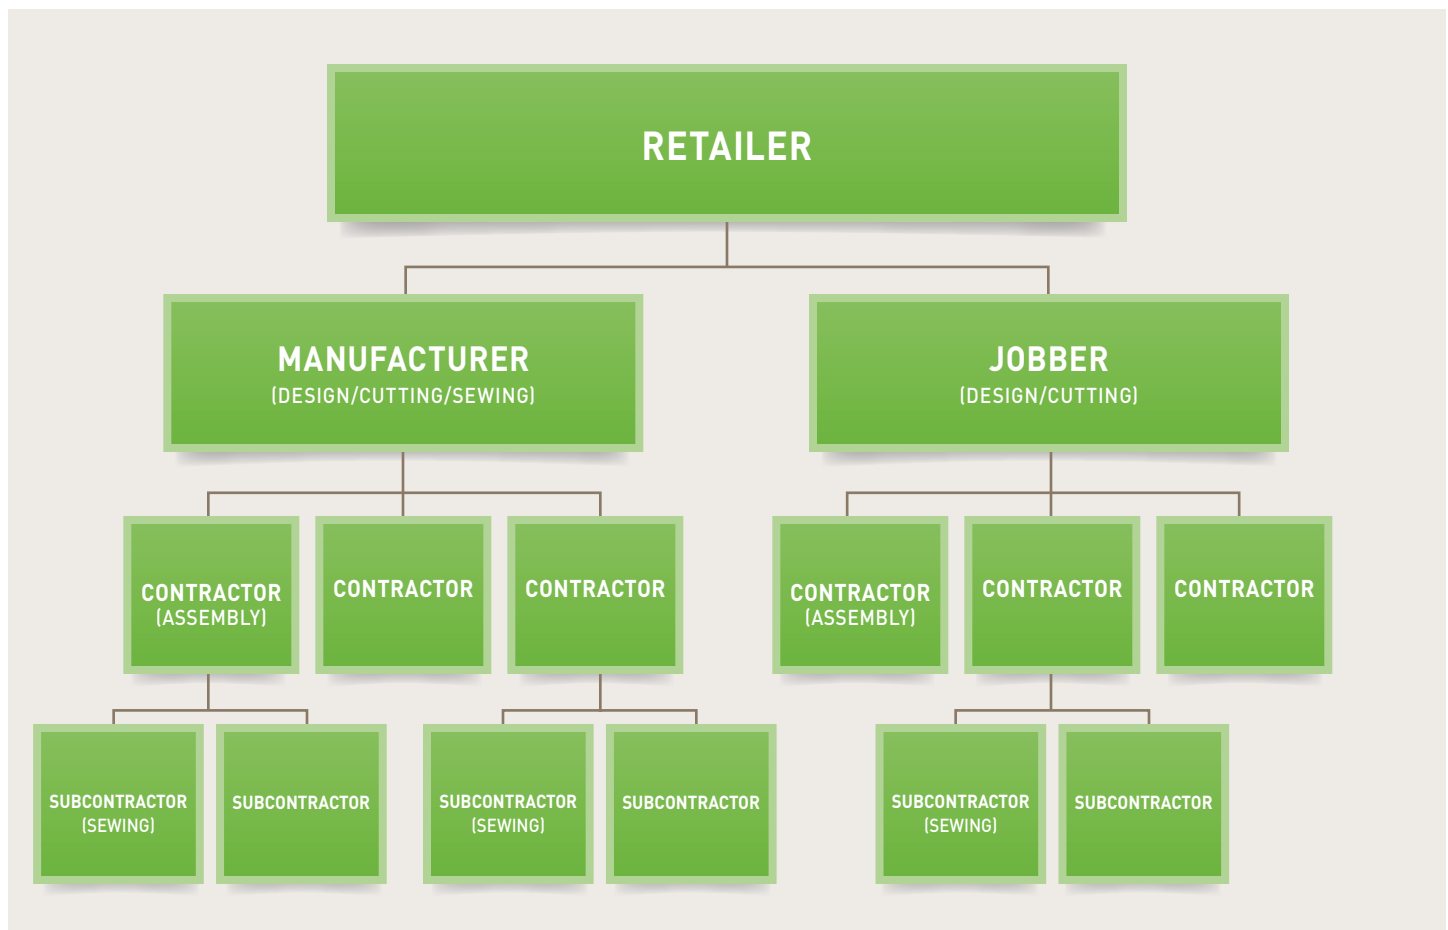 RETAILER
MANUFACTURER
(DESIGN/CUTTING/SEWING)
JOBBER
(DESIGN/CUTTING)
CONTRACTOR
(ASSEMBLY)
CONTRACTOR
CONTRACTOR
CONTRACTOR
(ASSEMBLY)
CONTRACTOR
CONTRACTOR
SUBCONTRACTOR
(SEWING)
SUBCONTRACTOR
SUBCONTRACTOR
(SEWING)
SUBCONTRACTOR
SUBCONTRACTOR
(SEWING)
SUBCONTRACTOR